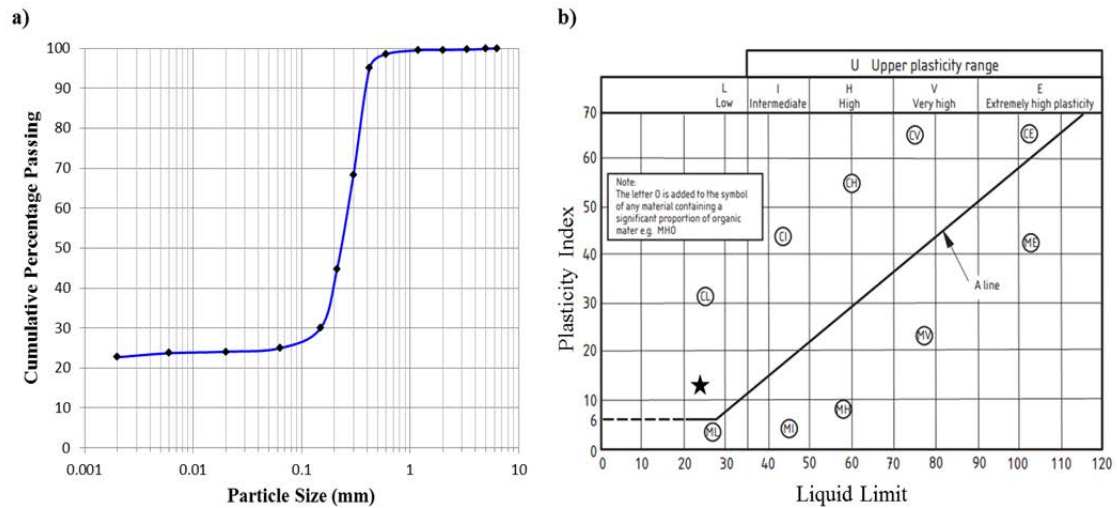 a)
100
90
80
70
60
50
40
30
20
10
0
Cumulative Percentage Passing
0.001 0.01 0.1 1 10
Particle Size (mm)
b)
U Upper plasticity range
L I H V E
Low Intermediate High Very high Extremely high plasticity
70
60
50
40
30
20
10
6
0
Plasticity Index
CV CE
CH
Note:
The letter O is added to the symbol
of any material containing a
significant proportion of organic
mater e.g. MHO
CI
ME
A line
CL
MV
MH
ML MI
0 10 20 30 40 50 60 70 80 90 100 110 120
Liquid Limit